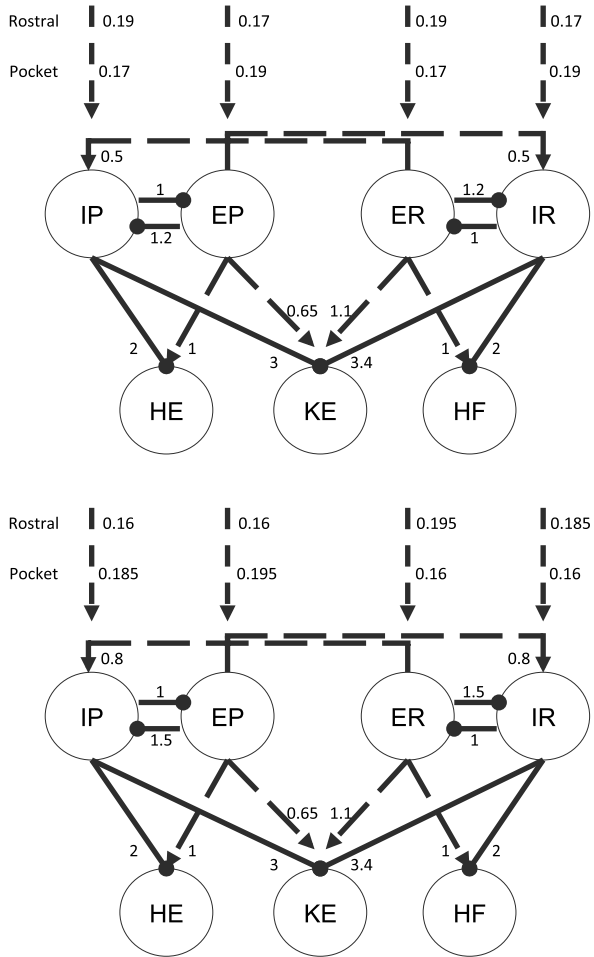 Rostral 0.19 0.17 0.19 0.17
Pocket 0.17 0.19 0.17 0.19
0.5 0.5
1 1.2
IP EP ER IR
1.2 1
0.65 1.1
2 1 3 3.4 1 2
HE KE HF
Rostral 0.16 0.16 0.195 0.185
Pocket 0.185 0.195 0.16 0.16
0.8 0.8
1 1.5
IP EP ER IR
1.5 1
0.65 1.1
2 1 3 3.4 1 2
HE KE HF